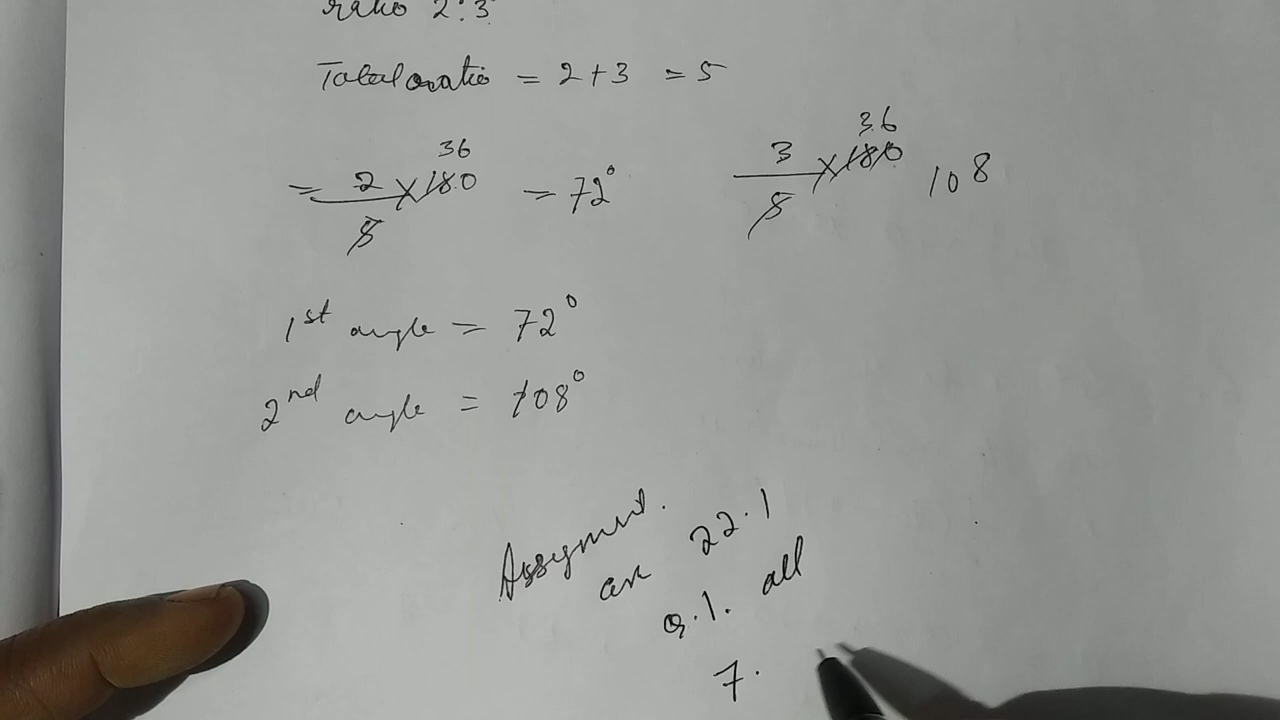 ratio 2:3
Total ratio = 2+3 = 5
= 2/5 × 180 36 = 72°
3/5 × 180 36 108
1st angle = 72°
2nd angle = 108°
Assyment.
ex 22.1
Q.1. all
7.